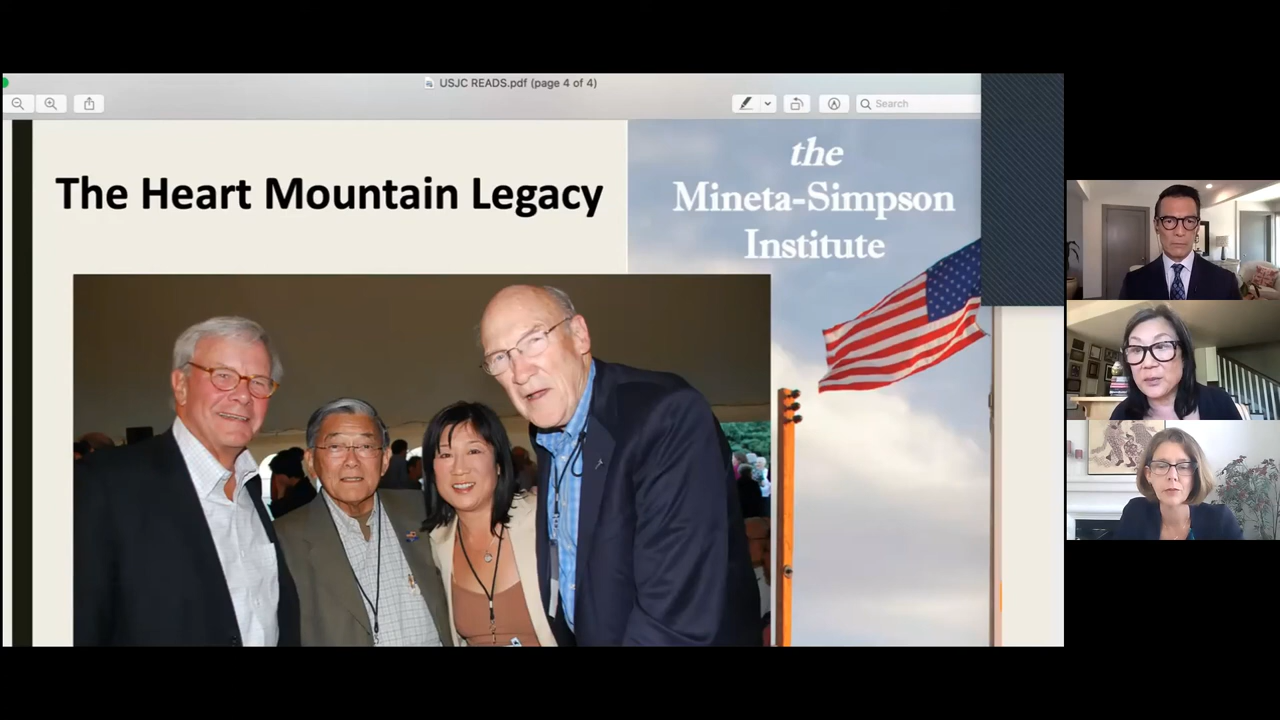 USJC READS.pdf (page 4 of 4)
Search
The Heart Mountain Legacy
the
Mineta-Simpson
Institute